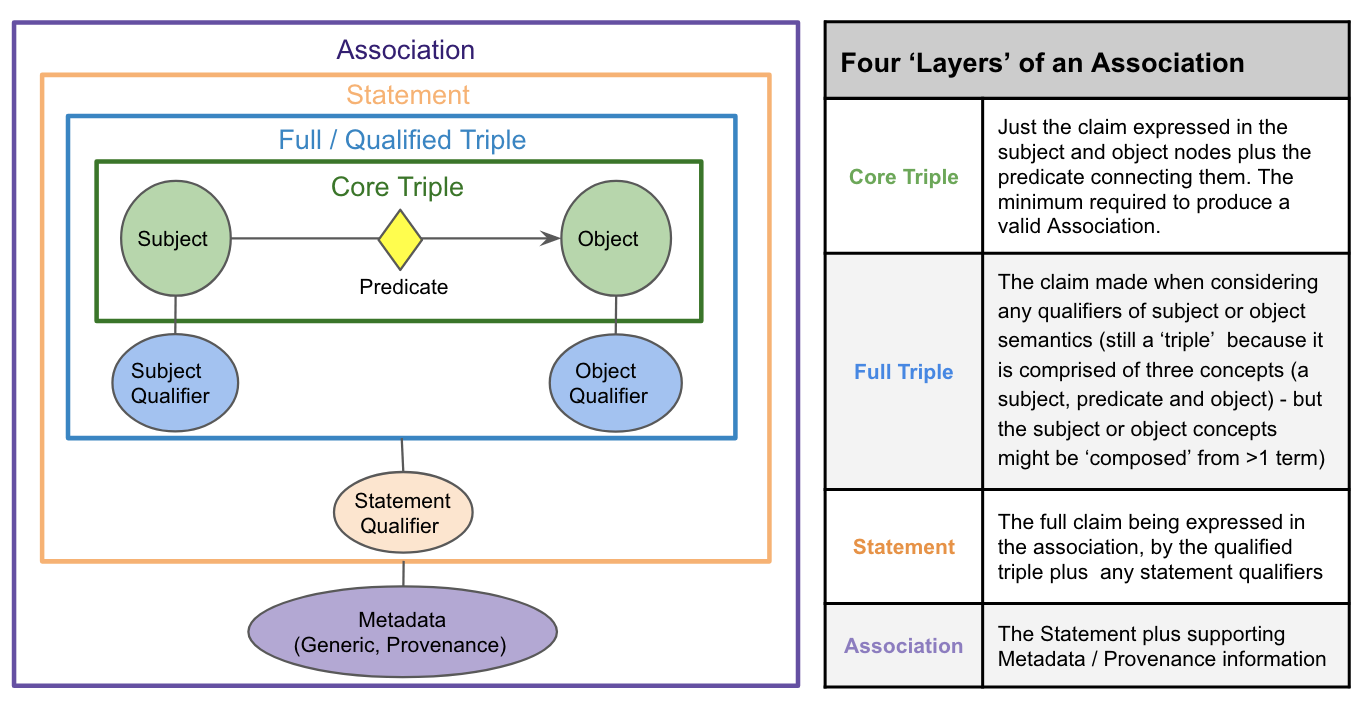 Association
Statement
Full / Qualified Triple
Core Triple
Subject
Object
Predicate
Subject
Qualifier
Object
Qualifier
Statement
Qualifier
Metadata
(Generic, Provenance)
Four ‘Layers’ of an Association
Core Triple
Just the claim expressed in the
subject and object nodes plus the
predicate connecting them. The
minimum required to produce a
valid Association.
Full Triple
The claim made when considering
any qualifiers of subject or object
semantics (still a ‘triple’  because it
is comprised of three concepts (a
subject, predicate and object) - but
the subject or object concepts
might be ‘composed’ from >1 term)
Statement
The full claim being expressed in
the association, by the qualified
triple plus  any statement qualifiers
Association
The Statement plus supporting
Metadata / Provenance information